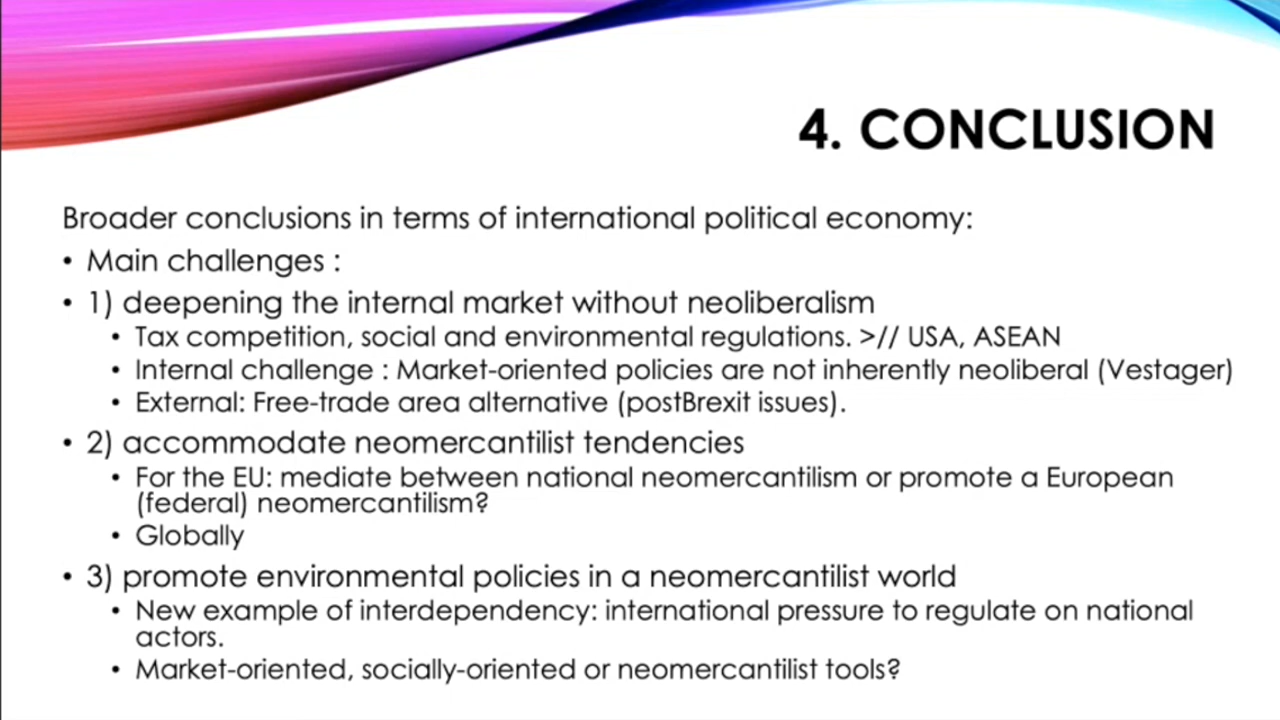 4. CONCLUSION
Broader conclusions in terms of international political economy:
• Main challenges :
• 1) deepening the internal market without neoliberalism
• Tax competition, social and environmental regulations. >// USA, ASEAN
• Internal challenge : Market-oriented policies are not inherently neoliberal (Vestager)
• External: Free-trade area alternative (postBrexit issues).
• 2) accommodate neomercantilist tendencies
• For the EU: mediate between national neomercantilism or promote a European
(federal) neomercantilism?
• Globally
• 3) promote environmental policies in a neomercantilist world
• New example of interdependency: international pressure to regulate on national
actors.
• Market-oriented, socially-oriented or neomercantilist tools?